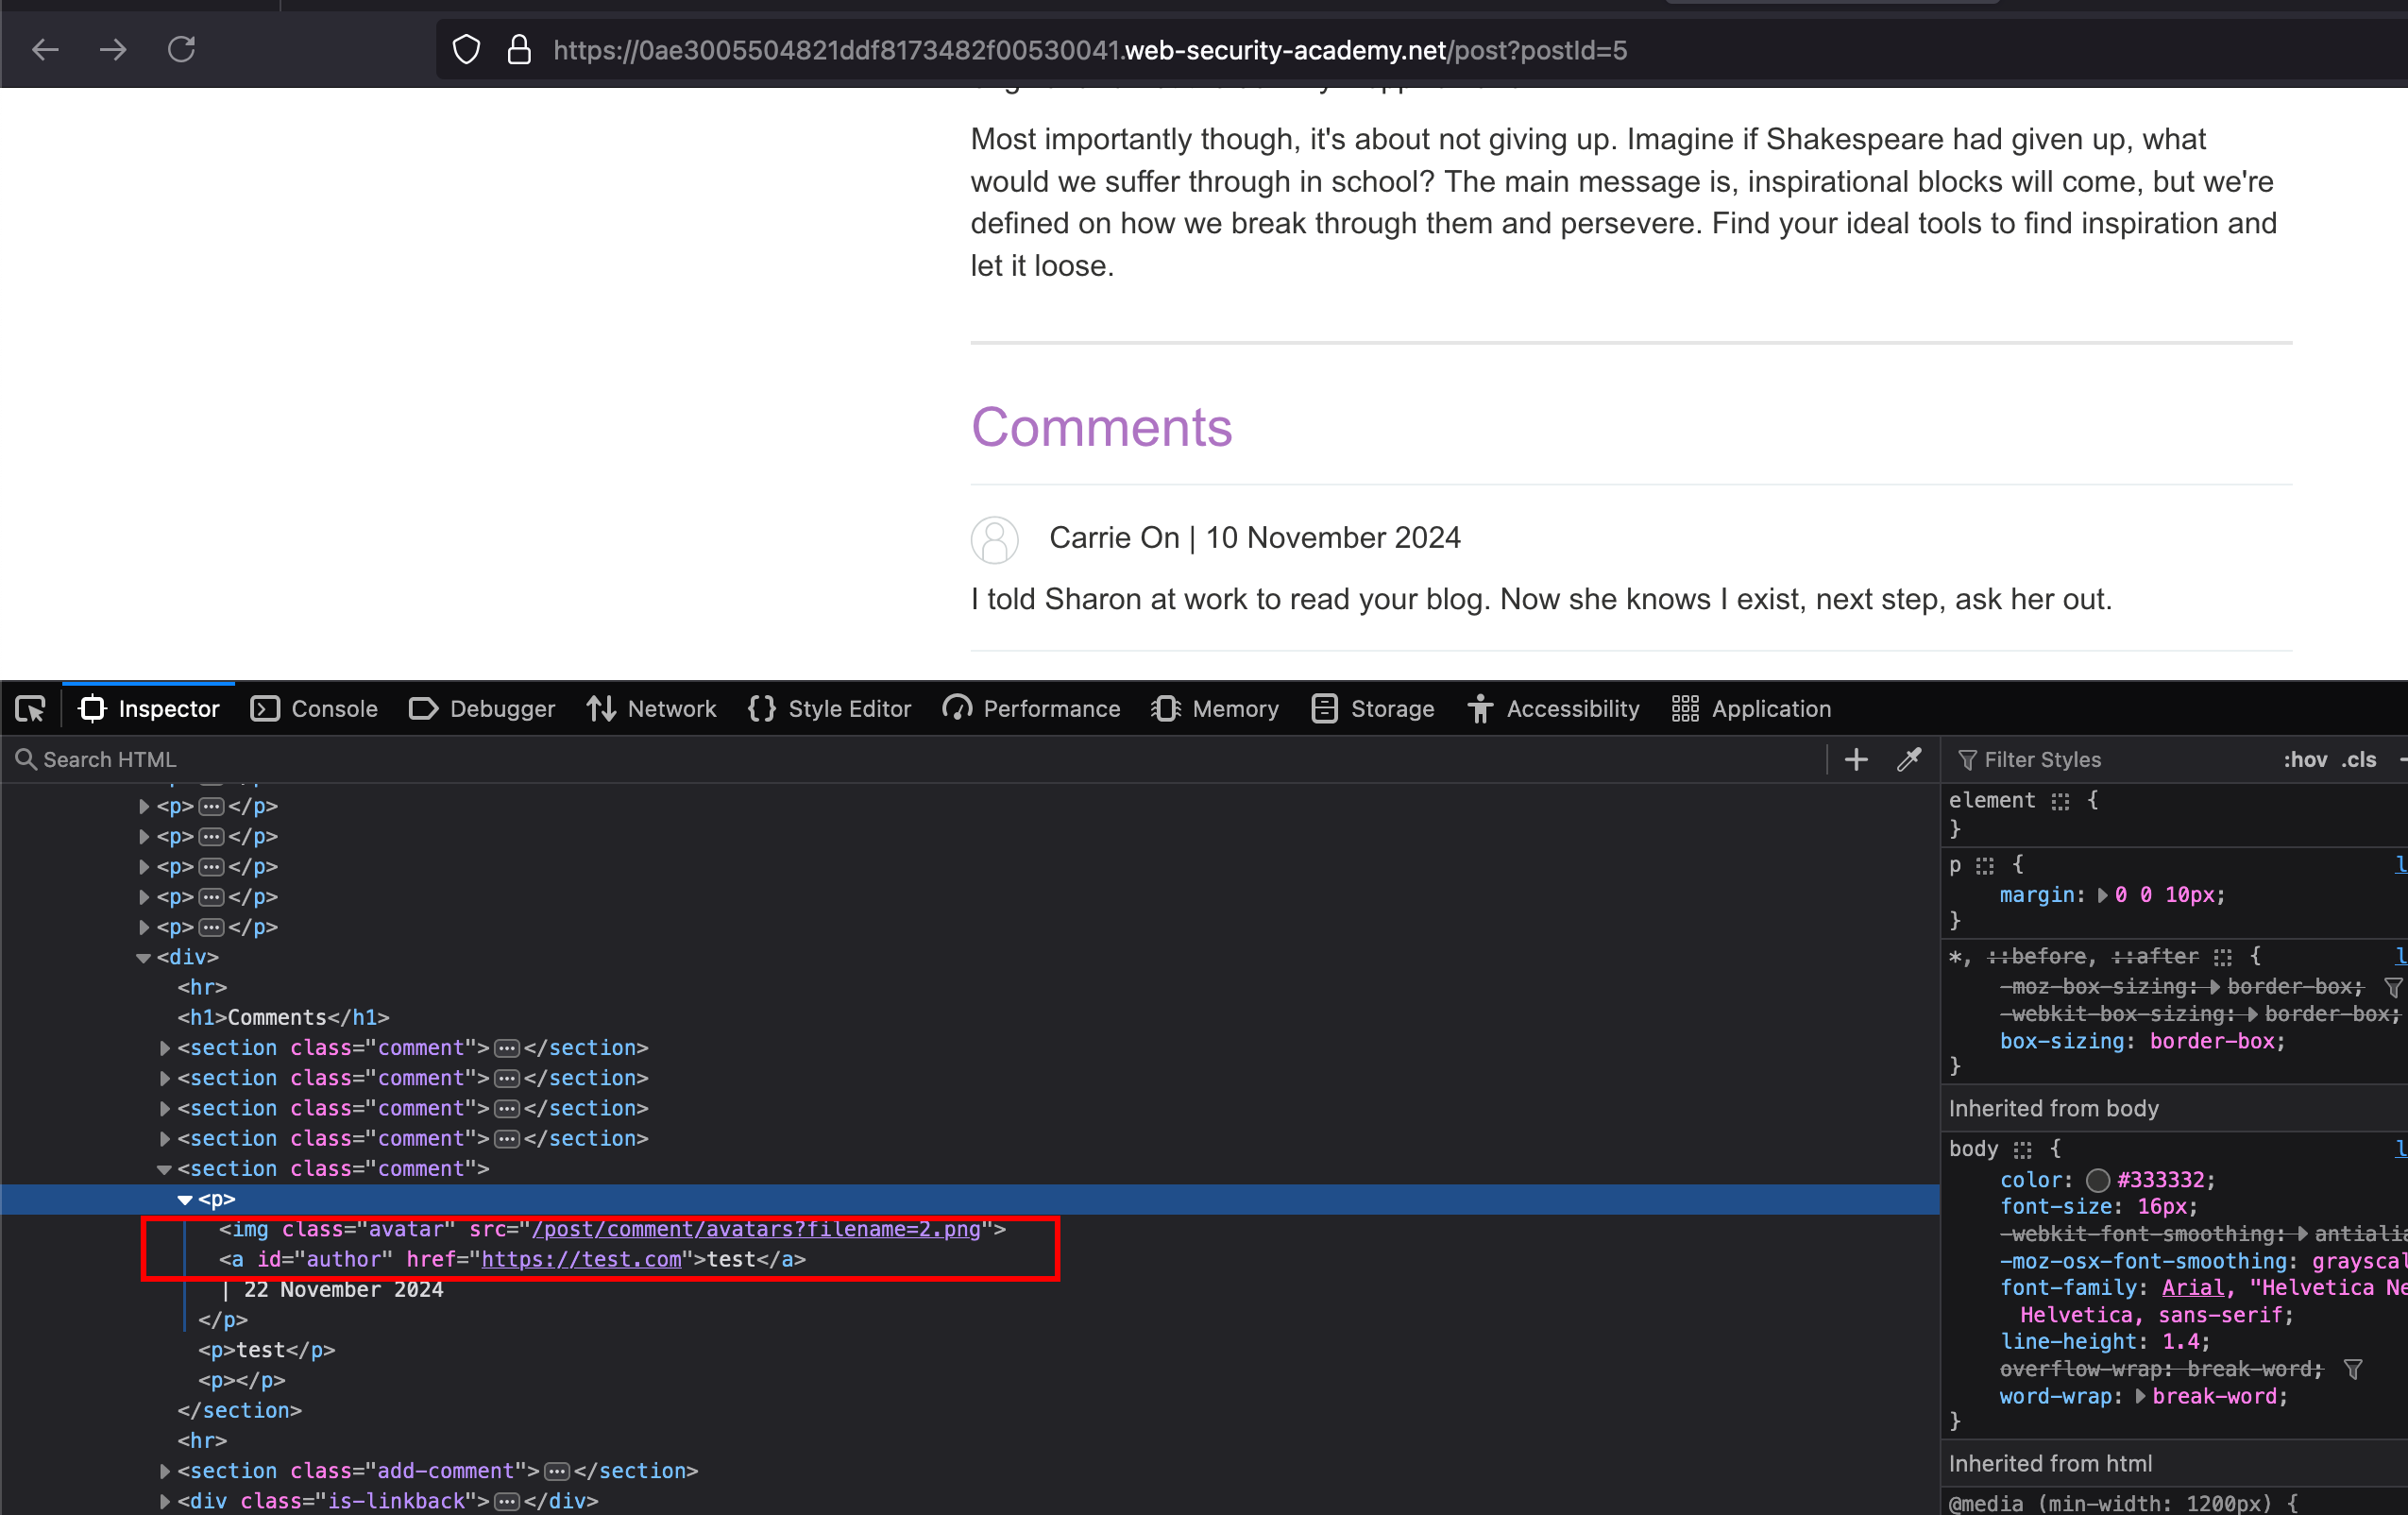 https://0ae3005504821ddf8173482f00530041.web-security-academy.net/post?postId=5
Most importantly though, it's about not giving up. Imagine if Shakespeare had given up, what
would we suffer through in school? The main message is, inspirational blocks will come, but we're
defined on how we break through them and persevere. Find your ideal tools to find inspiration and
let it loose.
Comments
Carrie On | 10 November 2024
I told Sharon at work to read your blog. Now she knows I exist, next step, ask her out.
Inspector Console Debugger Network Style Editor Performance Memory Storage Accessibility Application
Search HTML
<p>···</p>
<p>···</p>
<p>···</p>
<p>···</p>
<p>···</p>
<div>
<hr>
<h1>Comments</h1>
<section class="comment">···</section>
<section class="comment">···</section>
<section class="comment">···</section>
<section class="comment">···</section>
<section class="comment">
<p>
<img class="avatar" src="/post/comment/avatars?filename=2.png">
<a id="author" href="https://test.com">test</a>
| 22 November 2024
</p>
<p>test</p>
<p></p>
</section>
<hr>
<section class="add-comment">···</section>
<div class="is-linkback">···</div>
Filter Styles :hov .cls
element {
}
p {
margin: 0 0 10px;
}
*, ::before, ::after {
-moz-box-sizing: border-box;
-webkit-box-sizing: border-box;
box-sizing: border-box;
}
Inherited from body
body {
color: #333332;
font-size: 16px;
-webkit-font-smoothing: antialia
-moz-osx-font-smoothing: grayscal
font-family: Arial, "Helvetica Ne
Helvetica, sans-serif;
line-height: 1.4;
overflow-wrap: break-word;
word-wrap: break-word;
}
Inherited from html
@media (min-width: 1200px) {